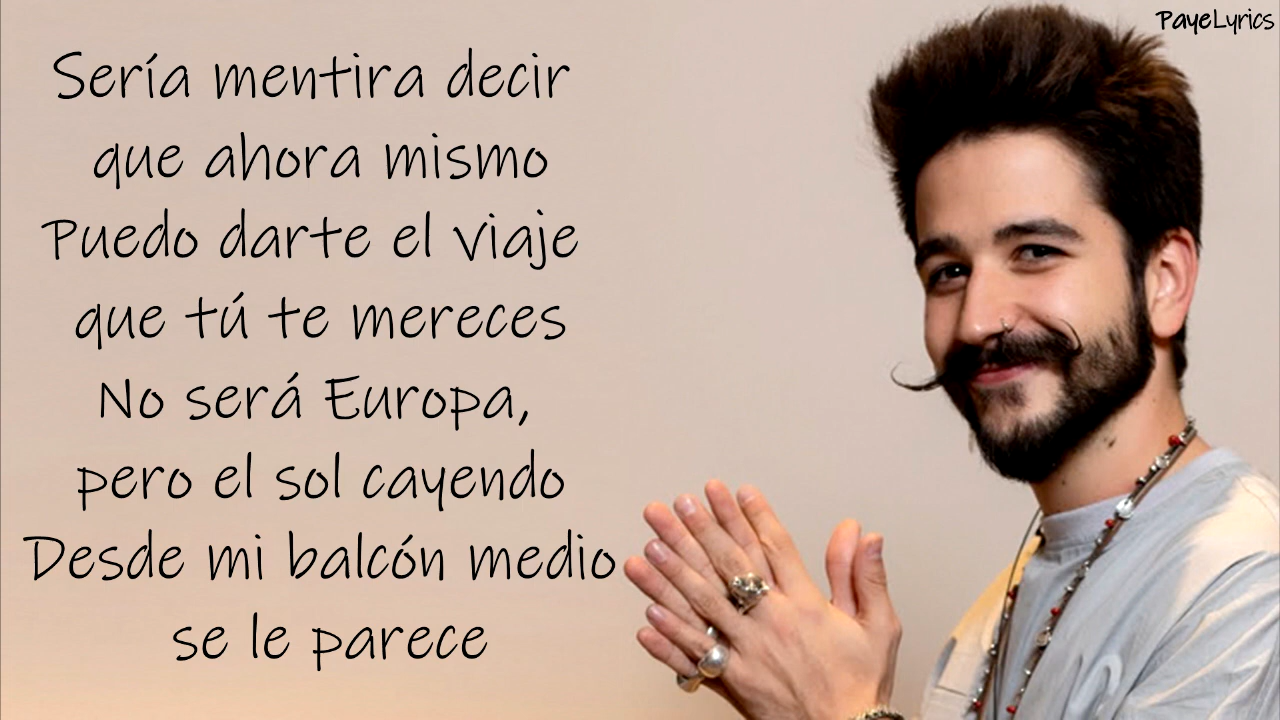 PayeLyrics
Sería mentira decir
que ahora mismo
Puedo darte el viaje
que tú te mereces
No será Europa,
pero el sol cayendo
Desde mi balcón medio
se le parece